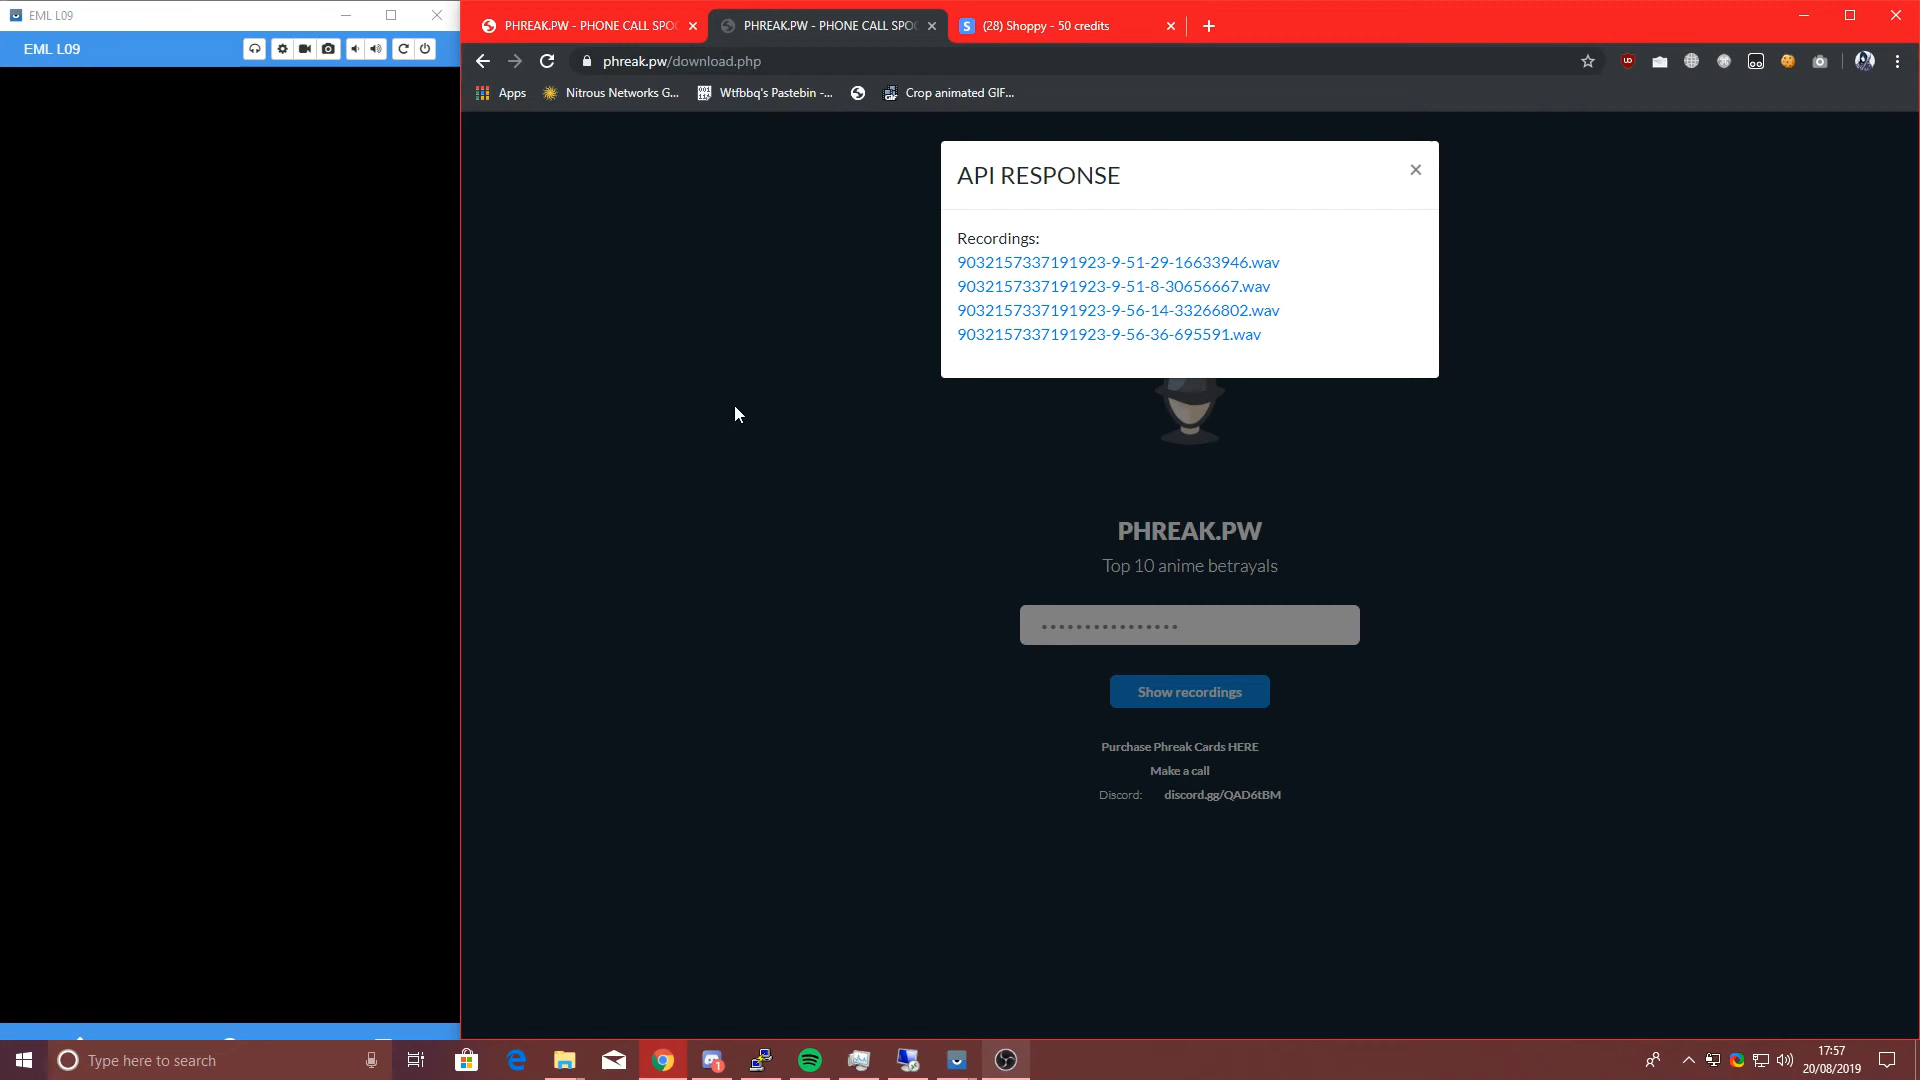 EML L09
EML L09
PHREAK.PW - PHONE CALL SPO
PHREAK.PW - PHONE CALL SPO
(28) Shoppy - 50 credits
phreak.pw/download.php
Apps
Nitrous Networks G...
Wtfbbq's Pastebin -...
Crop animated GIF...
API RESPONSE
×
Recordings:
9032157337191923-9-51-29-16633946.wav
9032157337191923-9-51-8-30656667.wav
9032157337191923-9-56-14-33266802.wav
9032157337191923-9-56-36-695591.wav
PHREAK.PW
Top 10 anime betrayals
Show recordings
Purchase Phreak Cards HERE
Make a call
Discord: discord.gg/QAD6tBM
Type here to search
1
17:57
20/08/2019